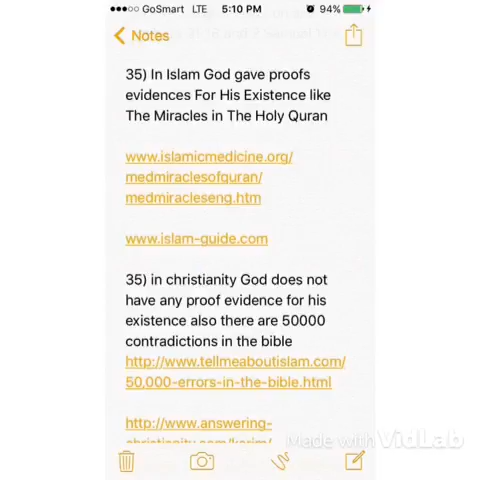 GoSmart LTE 5:10 PM 94%
Notes
35) In Islam God gave proofs
evidences For His Existence like
The Miracles in The Holy Quran
www.islamicmedicine.org/
medmiraclesofquran/
medmiracleseng.htm
www.islam-guide.com
35) in christianity God does not
have any proof evidence for his
existence also there are 50000
contradictions in the bible
http://www.tellmeaboutislam.com/
50,000-errors-in-the-bible.html
http://www.answering-
christianity.com/karim/
Made with VidLab